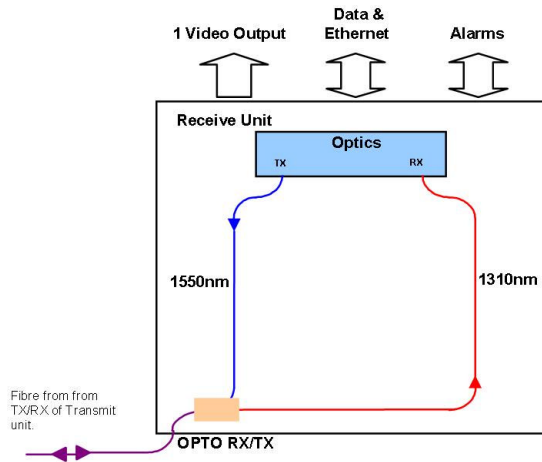 1 Video Output
Data &
Ethernet
Alarms
Receive Unit
Optics
TX
RX
1550nm
1310nm
Fibre from from
TX/RX of Transmit
unit.
OPTO RX/TX